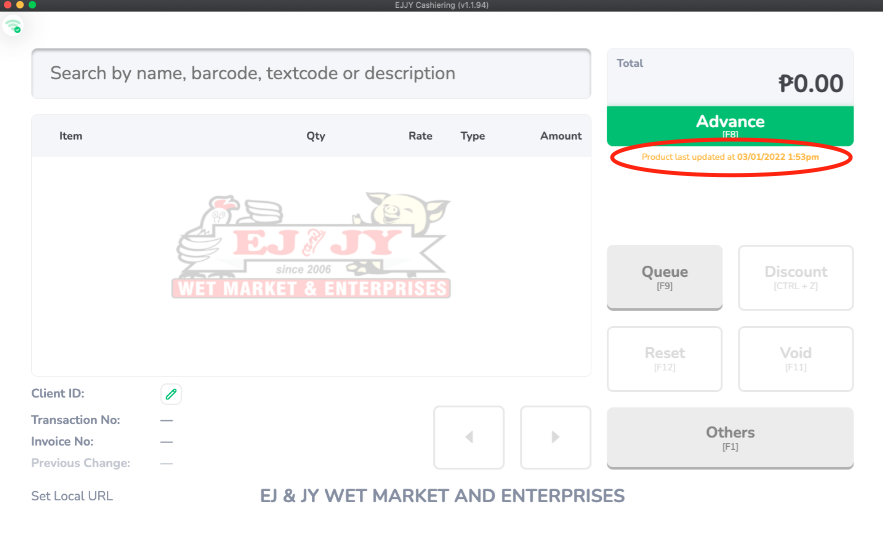 EJJY Cashiering (v1.1.94)
Search by name, barcode, textcode or description
Total
₱0.00
Advance
[F8]
Product last updated at 03/01/2022 1:53pm
Item Qty Rate Type Amount
EJ & JY
since 2006
WET MARKET & ENTERPRISES
Queue
[F9]
Discount
[CTRL + Z]
Reset
[F12]
Void
[F11]
Others
[F1]
Client ID:
Transaction No: —
Invoice No: —
Previous Change: —
Set Local URL
EJ & JY WET MARKET AND ENTERPRISES